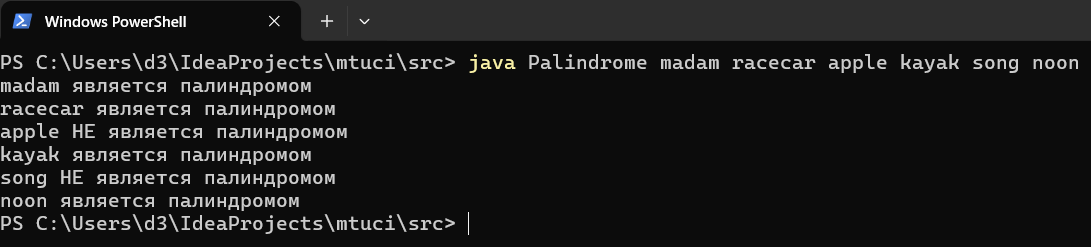 Windows PowerShell
PS C:\Users\d3\IdeaProjects\mtuci\src> java Palindrome madam racecar apple kayak song noon
madam является палиндромом
racecar является палиндромом
apple НЕ является палиндромом
kayak является палиндромом
song НЕ является палиндромом
noon является палиндромом
PS C:\Users\d3\IdeaProjects\mtuci\src>